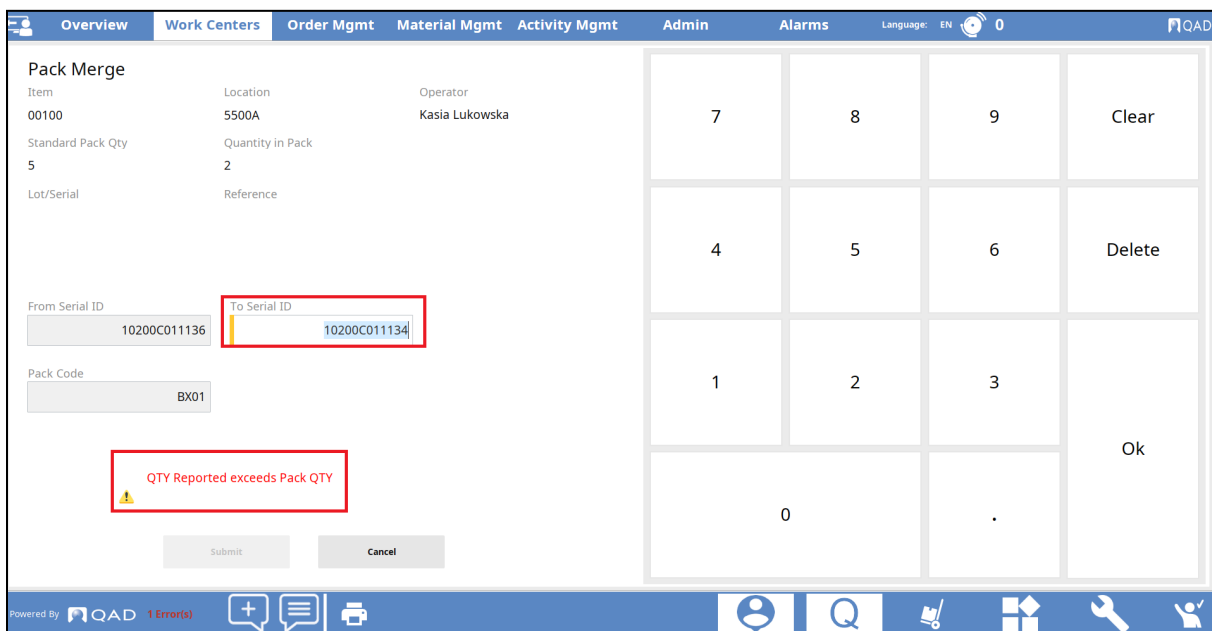 Overview Work Centers Order Mgmt Material Mgmt Activity Mgmt Admin Alarms Language: EN 0 QAD
Pack Merge
Item Location Operator
00100 5500A Kasia Lukowska
Standard Pack Qty Quantity in Pack
5 2
Lot/Serial Reference
From Serial ID To Serial ID
10200C011136 10200C011134
Pack Code
BX01
QTY Reported exceeds Pack QTY
Submit Cancel
7 8 9 Clear
4 5 6 Delete
1 2 3
Ok
0 .
Powered By QAD 1 Error(s) Q